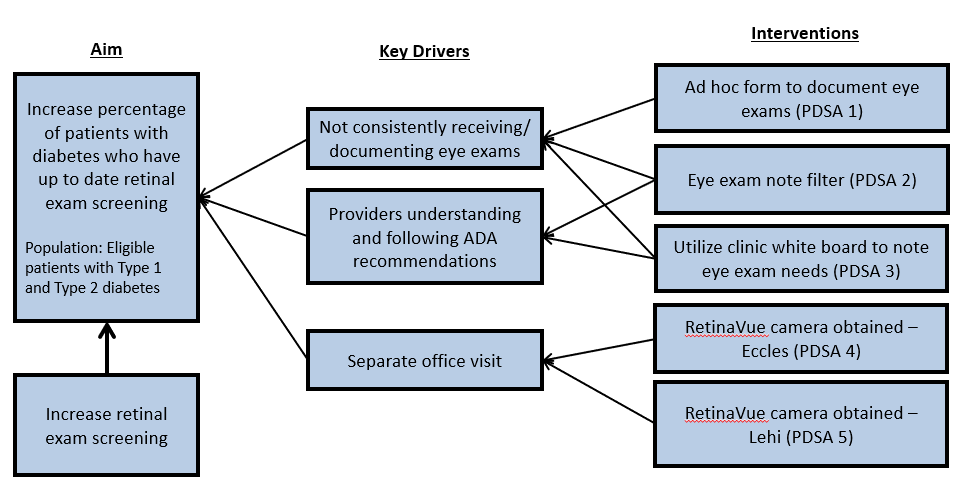 Aim
Increase percentage
of patients with
diabetes who have
up to date retinal
exam screening
Population: Eligible
patients with Type 1
and Type 2 diabetes
Increase retinal
exam screening
Key Drivers
Not consistently receiving/
documenting eye exams
Providers understanding
and following ADA
recommendations
Separate office visit
Interventions
Ad hoc form to document eye
exams (PDSA 1)
Eye exam note filter (PDSA 2)
Utilize clinic white board to note
eye exam needs (PDSA 3)
RetinaVue camera obtained –
Eccles (PDSA 4)
RetinaVue camera obtained –
Lehi (PDSA 5)